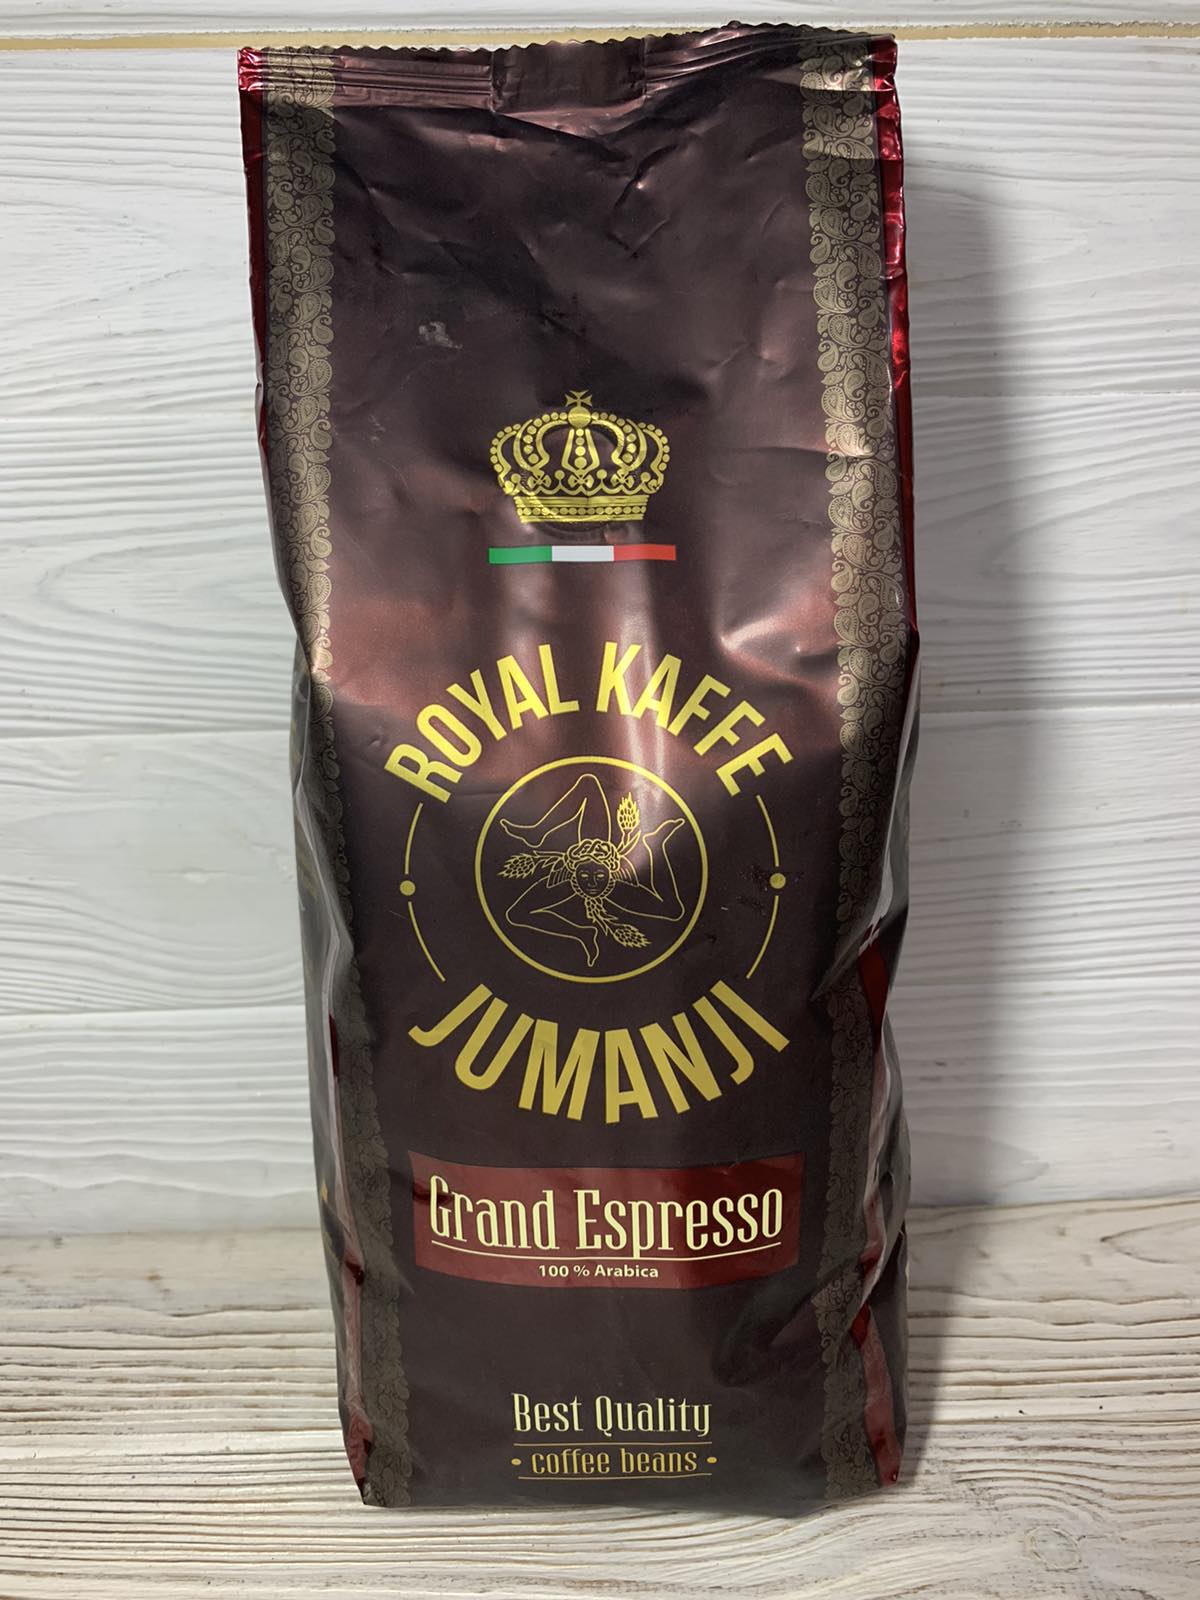 ROYAL KAFFE
JUMANJI
Grand Espresso
100 % Arabica
Best Quality
• coffee beans •